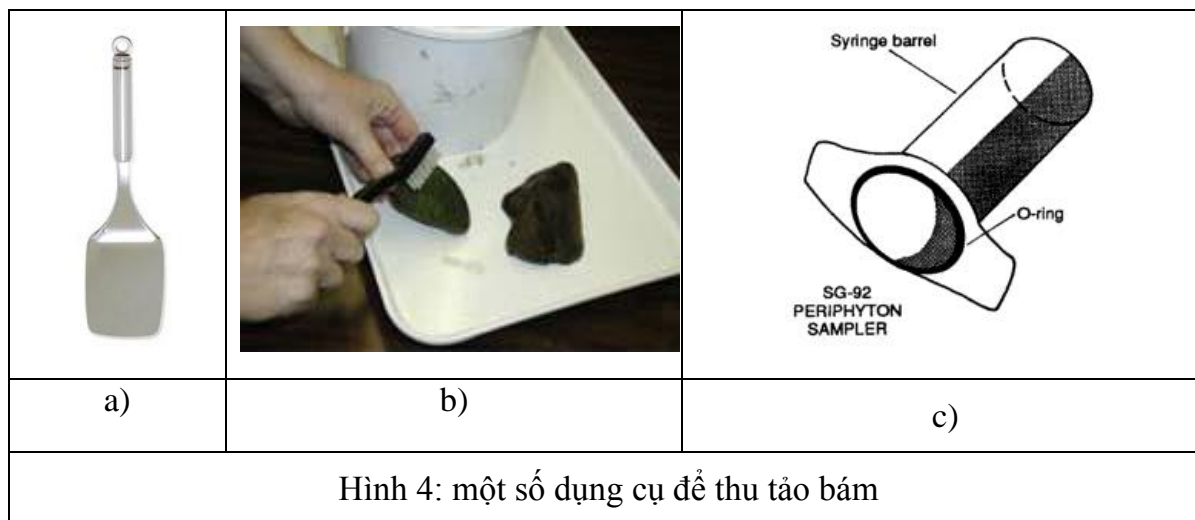 Syringe barrel
O-ring
SG-92
PERIPHYTON
SAMPLER
a)
b)
c)
Hình 4: một số dụng cụ để thu tảo bám